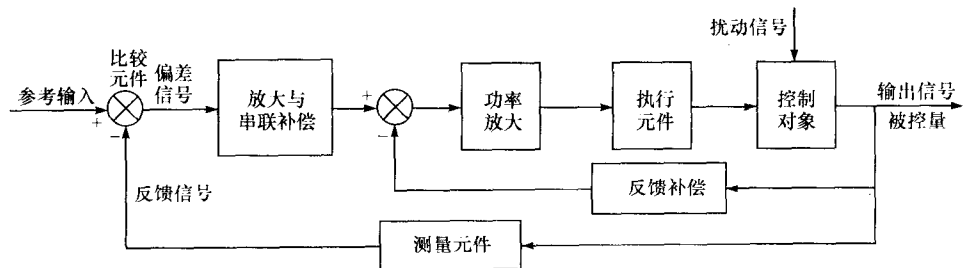 扰动信号
比较
元件
偏差
信号
参考输入
+
−
放大与
串联补偿
+
−
功率
放大
执行
元件
控制
对象
输出信号
被控量
反馈信号
反馈补偿
测量元件